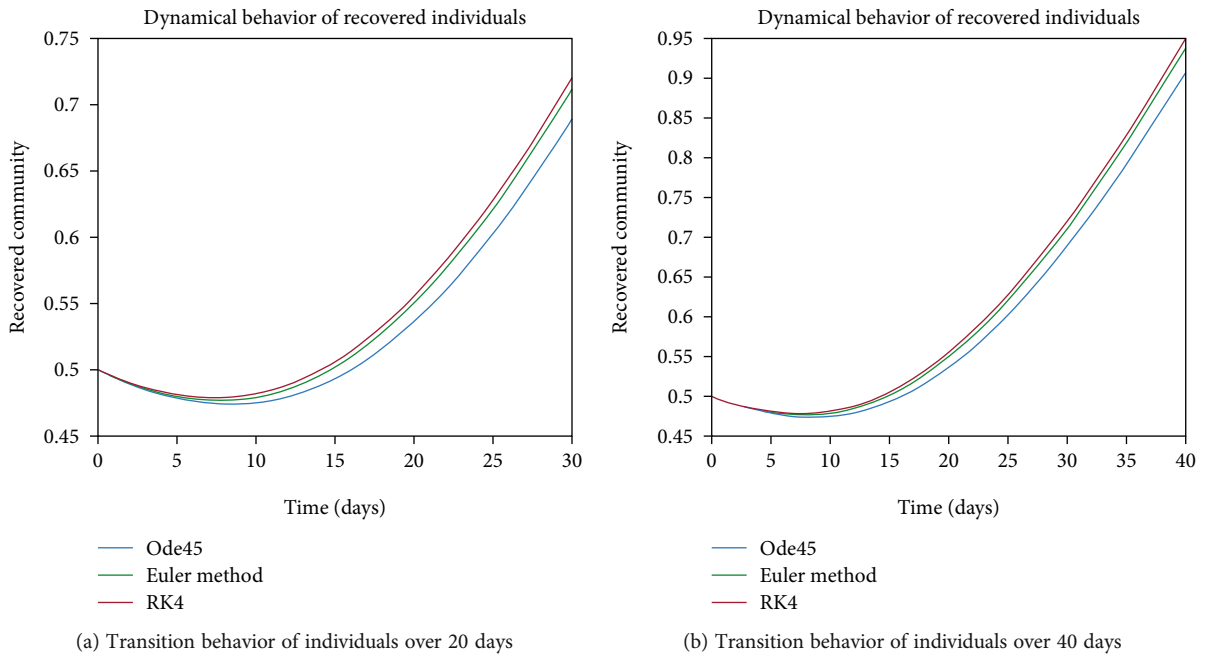 Dynamical behavior of recovered individuals
0.75
0.7
0.65
0.6
0.55
0.5
0.45
Recovered community
0 5 10 15 20 25 30
Time (days)
Ode45
Euler method
RK4
(a) Transition behavior of individuals over 20 days
Dynamical behavior of recovered individuals
0.95
0.9
0.85
0.8
0.75
0.7
0.65
0.6
0.55
0.5
0.45
Recovered community
0 5 10 15 20 25 30 35 40
Time (days)
Ode45
Euler method
RK4
(b) Transition behavior of individuals over 40 days